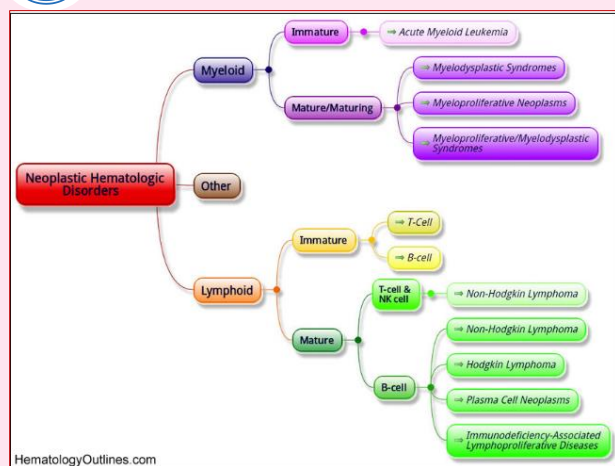 Immature
⇒ Acute Myeloid Leukemia
Myeloid
⇒ Myelodysplastic Syndromes
Mature/Maturing
⇒ Myeloproliferative Neoplasms
⇒ Myeloproliferative/Myelodysplastic
Syndromes
Neoplastic Hematologic
Disorders
Other
Immature
⇒ T-Cell
⇒ B-cell
Lymphoid
T-cell &
NK cell
⇒ Non-Hodgkin Lymphoma
Mature
⇒ Non-Hodgkin Lymphoma
⇒ Hodgkin Lymphoma
B-cell
⇒ Plasma Cell Neoplasms
⇒ Immunodeficiency-Associated
Lymphoproliferative Diseases
HematologyOutlines.com